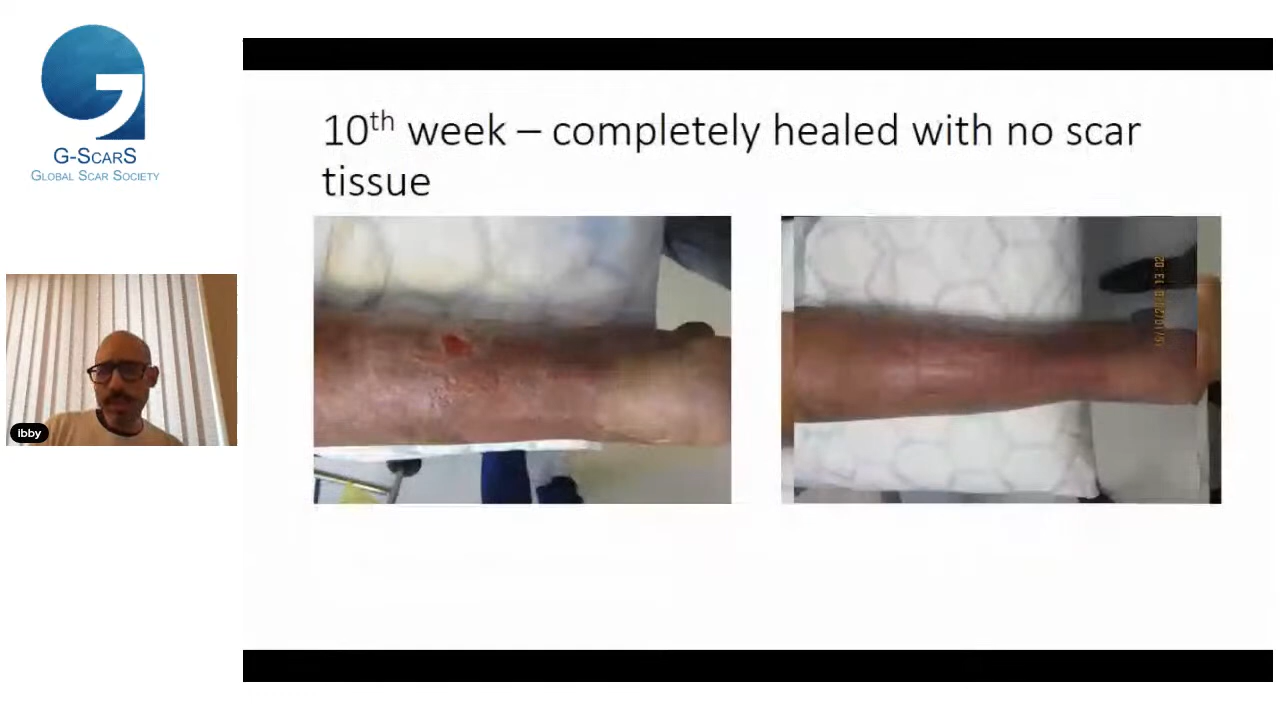 G-SCARS
GLOBAL SCAR SOCIETY
10th week – completely healed with no scar
tissue
ibby